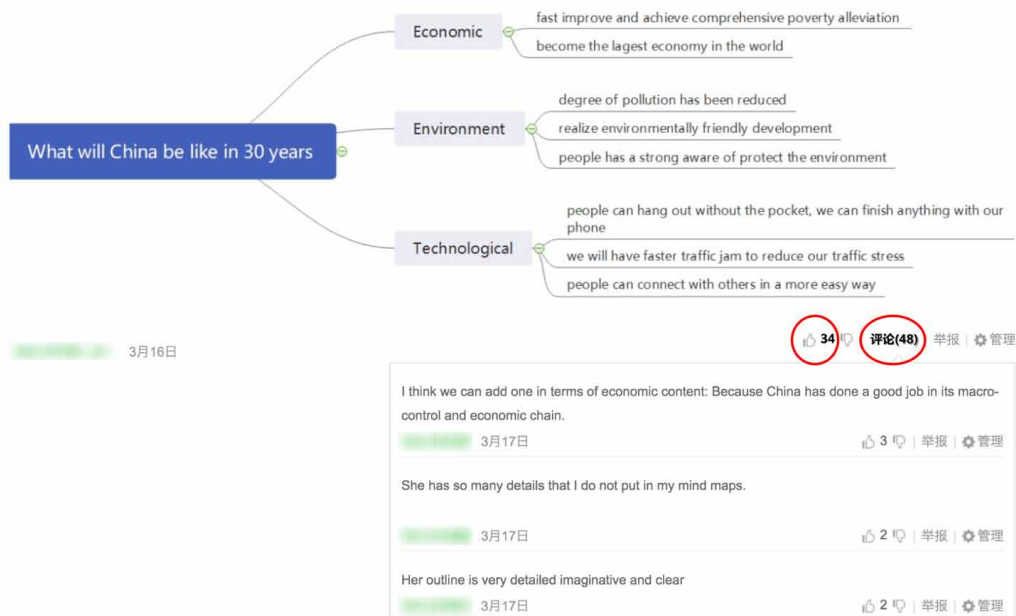 Economic
fast improve and achieve comprehensive poverty alleviation
become the lagest economy in the world
What will China be like in 30 years
Environment
degree of pollution has been reduced
realize environmentally friendly development
people has a strong aware of protect the environment
Technological
people can hang out without the pocket, we can finish anything with our
phone
we will have faster traffic jam to reduce our traffic stress
people can connect with others in a more easy way
3月16日
34 评论(48) 举报 | 管理
I think we can add one in terms of economic content: Because China has done a good job in its macro-
control and economic chain.
3月17日 3 | 举报 | 管理
She has so many details that I do not put in my mind maps.
3月17日 2 | 举报 | 管理
Her outline is very detailed imaginative and clear
3月17日 2 | 举报 | 管理